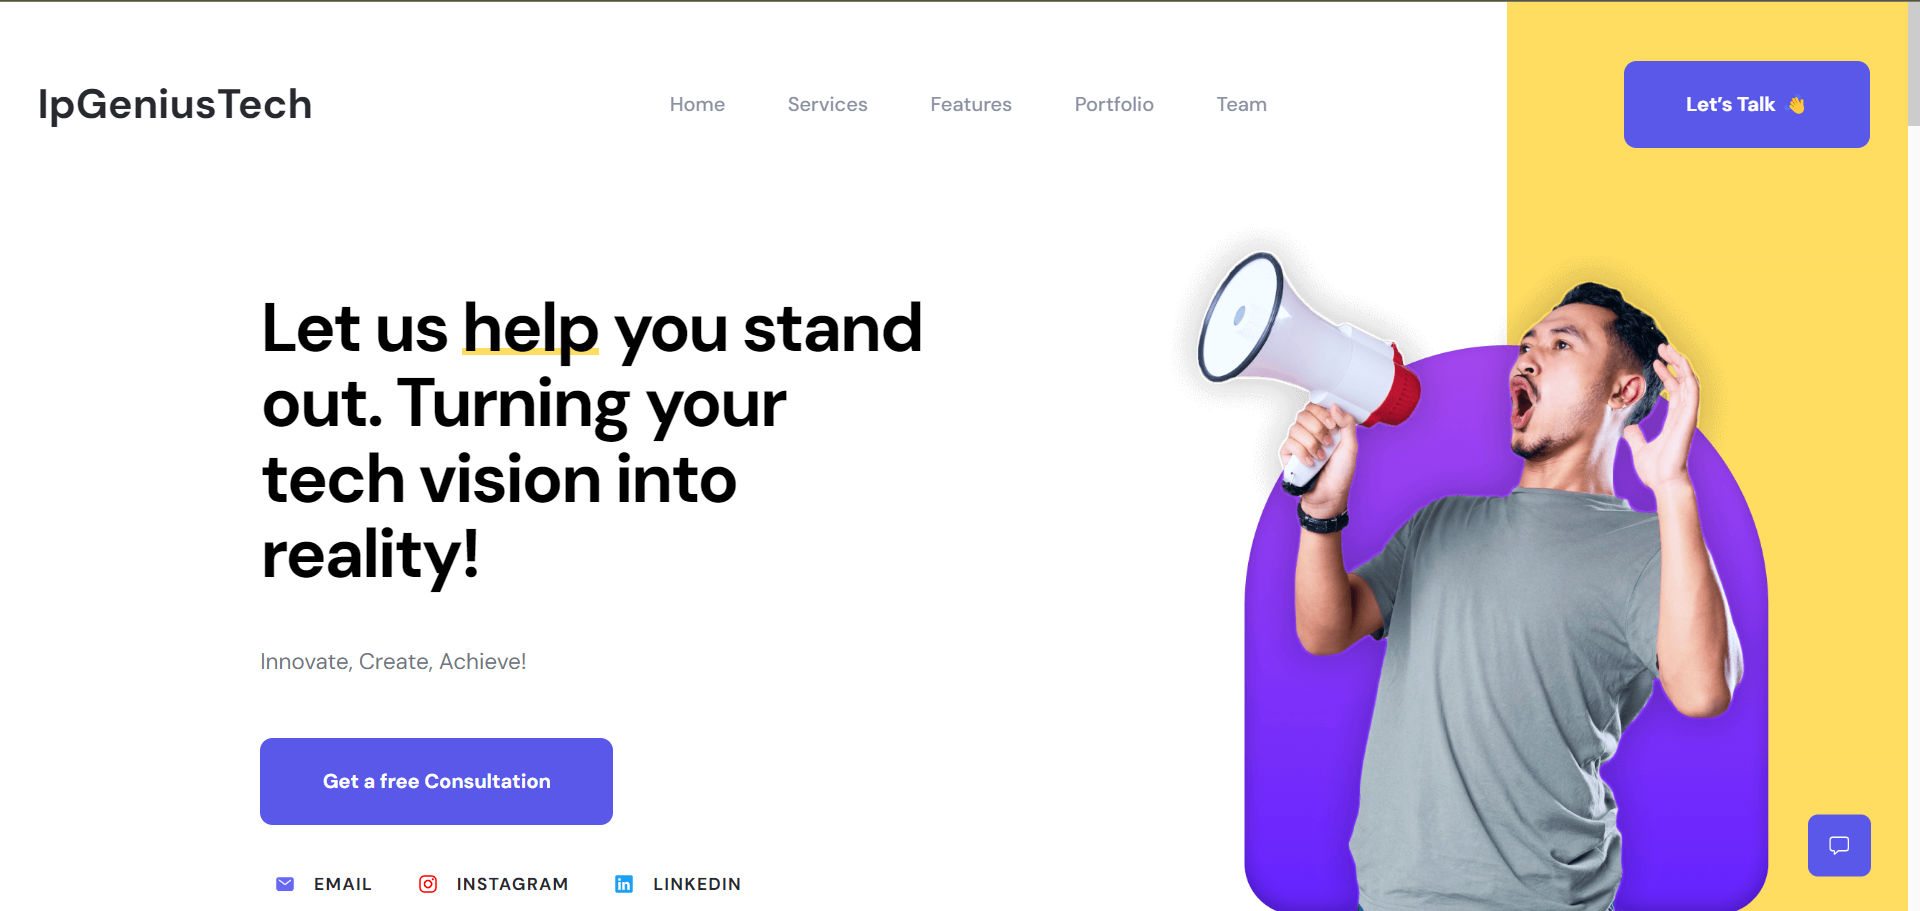 IpGeniusTech
Home
Services
Features
Portfolio
Team
Let's Talk 👋
Let us help you stand
out. Turning your
tech vision into
reality!
Innovate, Create, Achieve!
Get a free Consultation
EMAIL
INSTAGRAM
LINKEDIN